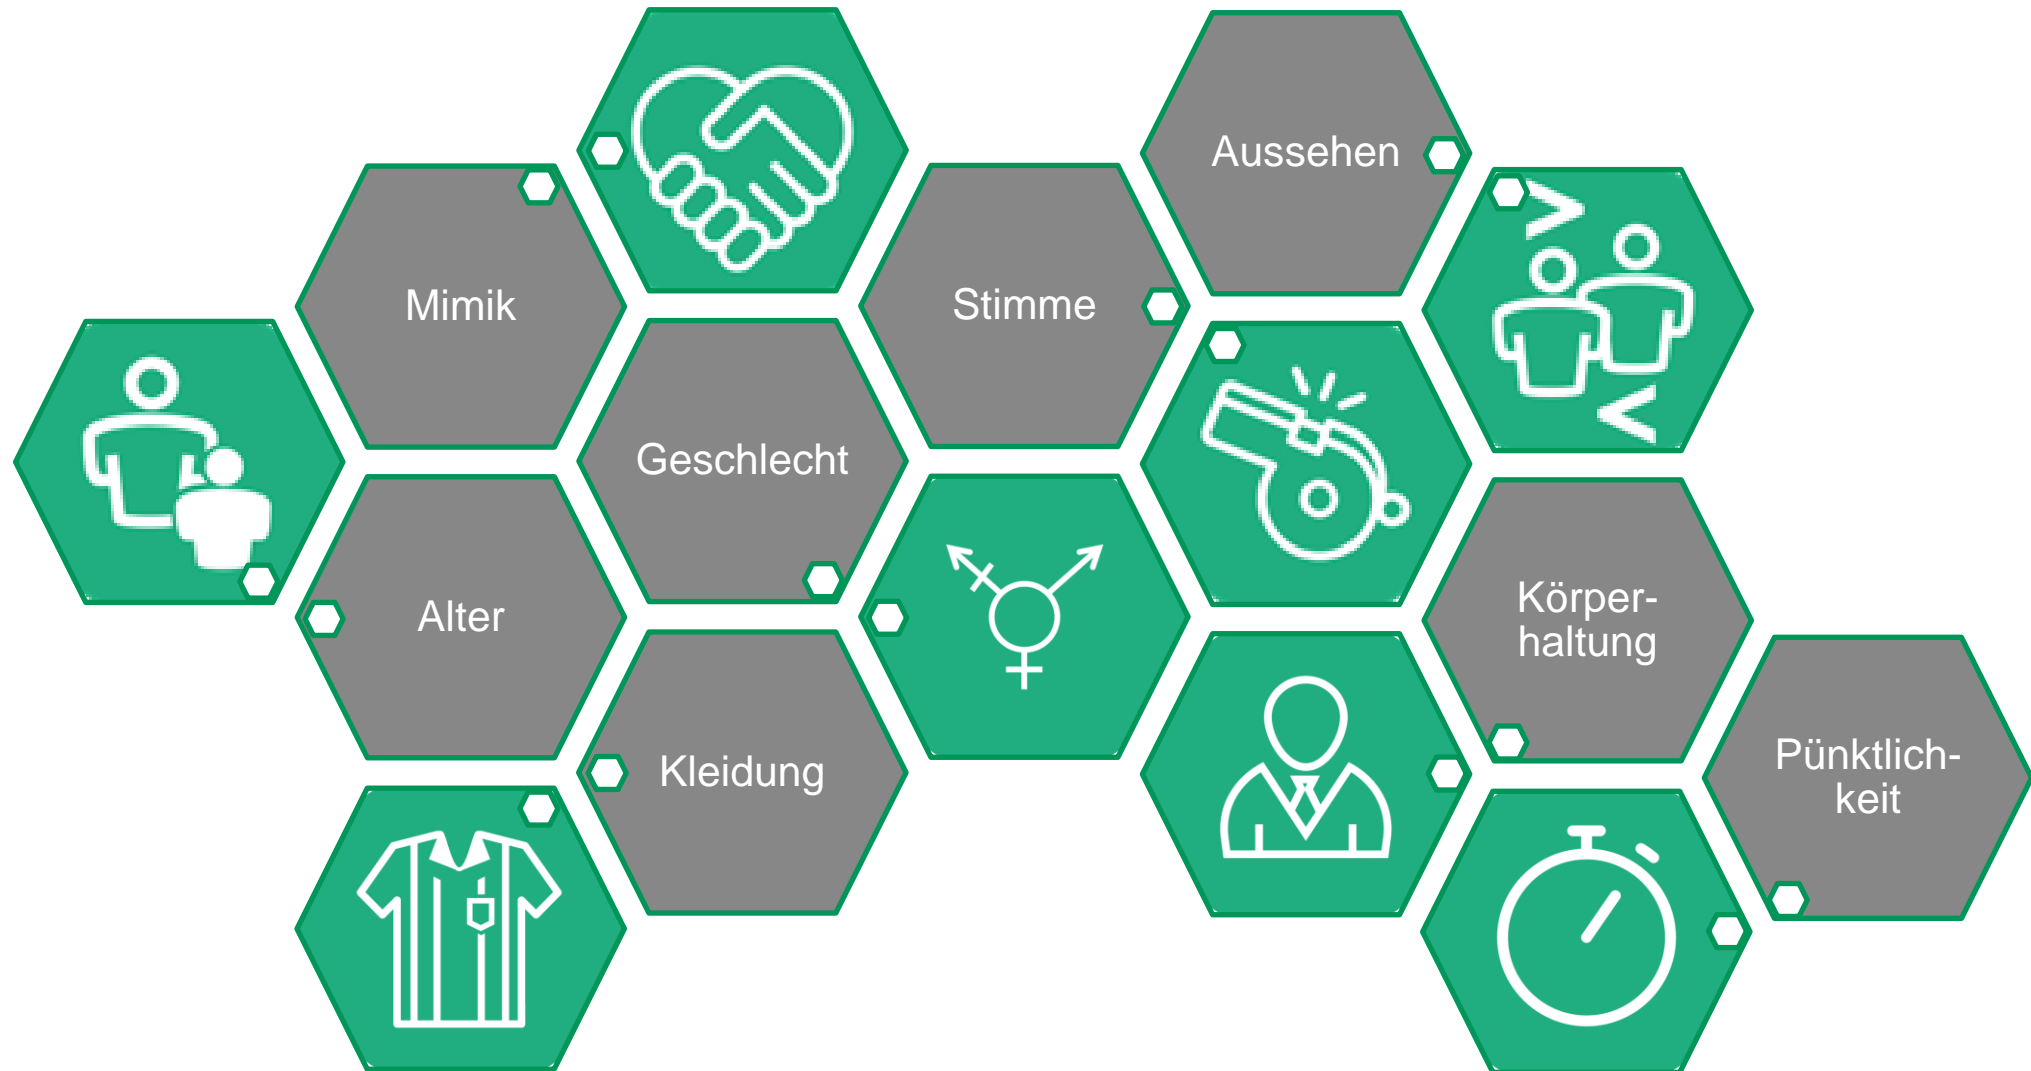 Aussehen
Mimik
Stimme
Geschlecht
Alter
Körper-
haltung
Kleidung
Pünktlich-
keit